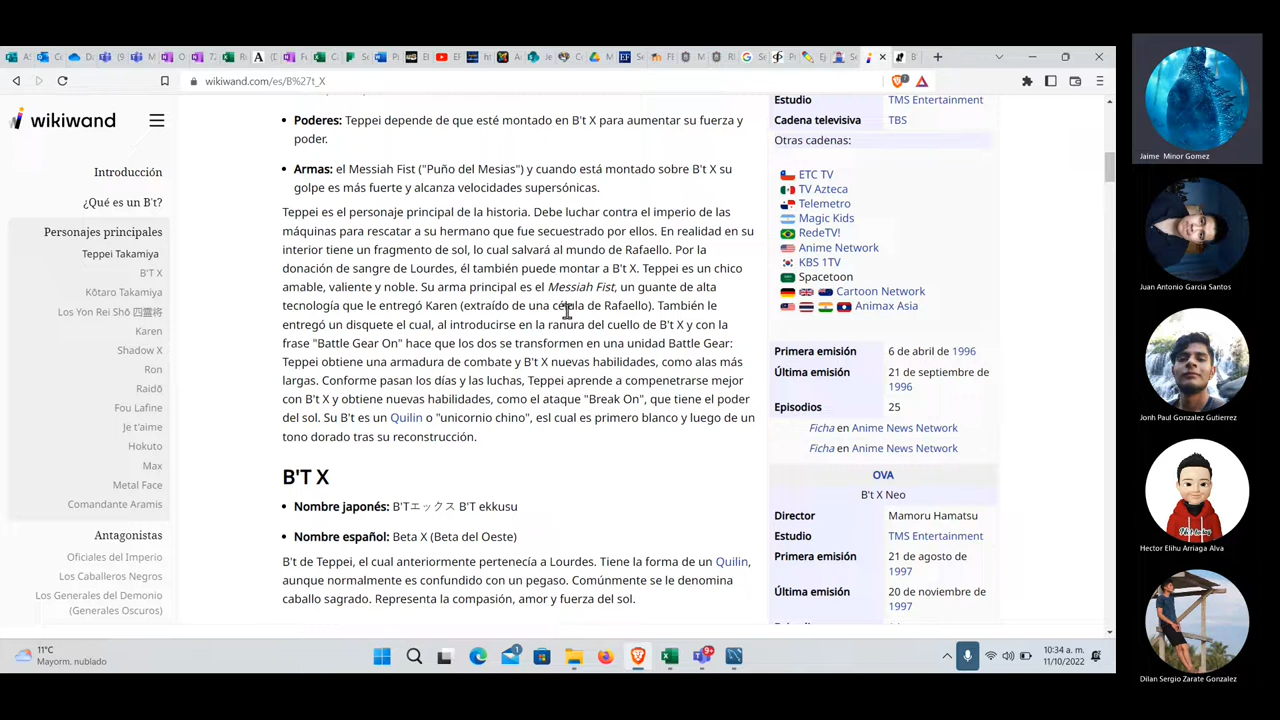 wikiwand.com/es/B%27t_X
wikiwand
Introducción
¿Qué es un B't?
Personajes principales
Teppei Takamiya
B'T X
Kōtaro Takamiya
Los Yon Rei Shō 四霊将
Karen
Shadow X
Ron
Raidō
Fou Lafine
Je t'aime
Hokuto
Max
Metal Face
Comandante Aramis
Antagonistas
Oficiales del Imperio
Los Caballeros Negros
Los Generales del Demonio
(Generales Oscuros)
Poderes: Teppei depende de que esté montado en B't X para aumentar su fuerza y
poder.
Armas: el Messiah Fist ("Puño del Mesias") y cuando está montado sobre B't X su
golpe es más fuerte y alcanza velocidades supersónicas.
Teppei es el personaje principal de la historia. Debe luchar contra el imperio de las
máquinas para rescatar a su hermano que fue secuestrado por ellos. En realidad en su
interior tiene un fragmento de sol, lo cual salvará al mundo de Rafaello. Por la
donación de sangre de Lourdes, él también puede montar a B't X. Teppei es un chico
amable, valiente y noble. Su arma principal es el Messiah Fist, un guante de alta
tecnología que le entregó Karen (extraído de una célula de Rafaello). También le
entregó un disquete el cual, al introducirse en la ranura del cuello de B't X y con la
frase "Battle Gear On" hace que los dos se transformen en una unidad Battle Gear:
Teppei obtiene una armadura de combate y B't X nuevas habilidades, como alas más
largas. Conforme pasan los días y las luchas, Teppei aprende a compenetrarse mejor
con B't X y obtiene nuevas habilidades, como el ataque "Break On", que tiene el poder
del sol. Su B't es un Quilin o "unicornio chino", esl cual es primero blanco y luego de un
tono dorado tras su reconstrucción.
B'T X
Nombre japonés: B'Tエックス B'T ekkusu
Nombre español: Beta X (Beta del Oeste)
B't de Teppei, el cual anteriormente pertenecía a Lourdes. Tiene la forma de un Quilin,
aunque normalmente es confundido con un pegaso. Comúnmente se le denomina
caballo sagrado. Representa la compasión, amor y fuerza del sol.
Estudio TMS Entertainment
Cadena televisiva TBS
Otras cadenas:
ETC TV
TV Azteca
Telemetro
Magic Kids
RedeTV!
Anime Network
KBS 1TV
Spacetoon
Cartoon Network
Animax Asia
Primera emisión 6 de abril de 1996
Última emisión 21 de septiembre de
1996
Episodios 25
Ficha en Anime News Network
Ficha en Anime News Network
OVA
B't X Neo
Director Mamoru Hamatsu
Estudio TMS Entertainment
Primera emisión 21 de agosto de
1997
Última emisión 20 de noviembre de
1997
11°C
Mayorm. nublado
10:34 a. m.
11/10/2022
Jaime Minor Gomez
Juan Antonio Garcia Santos
Jonh Paul Gonzalez Gutierrez
Hector Elihu Arriaga Alva
Dilan Sergio Zarate Gonzalez